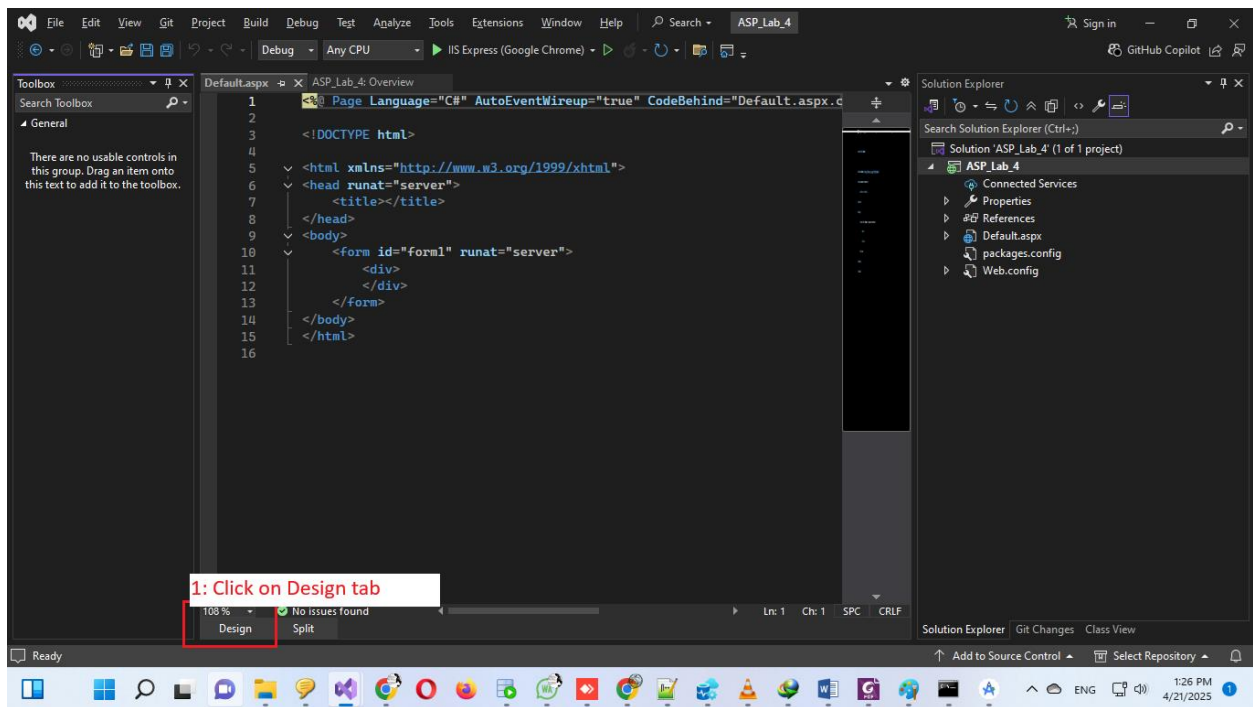 File Edit View Git Project Build Debug Test Analyze Tools Extensions Window Help Search ASP_Lab_4 Sign in
Debug Any CPU IIS Express (Google Chrome) GitHub Copilot
Toolbox
Search Toolbox
General
There are no usable controls in
this group. Drag an item onto
this text to add it to the toolbox.
Default.aspx ASP_Lab_4: Overview
1 <%@ Page Language="C#" AutoEventWireup="true" CodeBehind="Default.aspx.c
2
3 <!DOCTYPE html>
4
5 <html xmlns="http://www.w3.org/1999/xhtml">
6 <head runat="server">
7 <title></title>
8 </head>
9 <body>
10 <form id="form1" runat="server">
11 <div>
12 </div>
13 </form>
14 </body>
15 </html>
16
1: Click on Design tab
108 % No issues found Ln: 1 Ch: 1 SPC CRLF
Design Split
Solution Explorer
Search Solution Explorer (Ctrl+;)
Solution 'ASP_Lab_4' (1 of 1 project)
ASP_Lab_4
Connected Services
Properties
References
Default.aspx
packages.config
Web.config
Solution Explorer Git Changes Class View
Ready Add to Source Control Select Repository
ENG 1:26 PM
4/21/2025 1